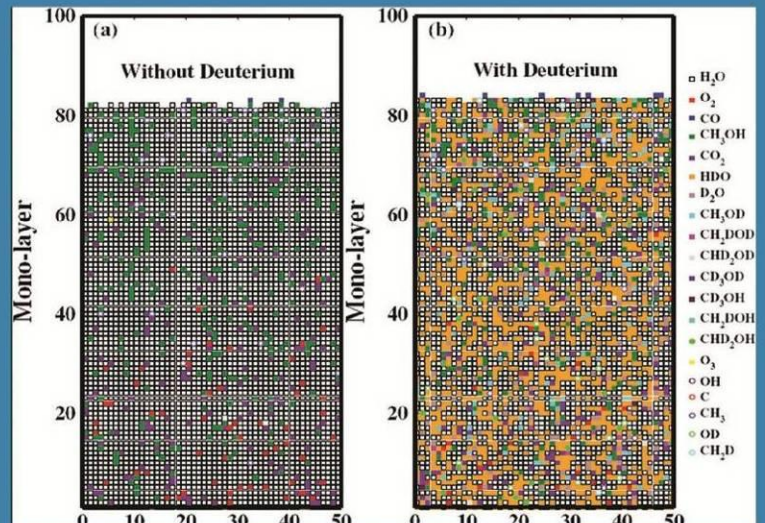 100
(a)
Without Deuterium
80
60
40
20
Mono-layer
0 10 20 30 40 50
100
(b)
With Deuterium
80
60
40
20
Mono-layer
0 10 20 30 40 50
H₂O
O₂
CO
CH₃OH
CO₂
HDO
D₂O
CH₃OD
CH₂DOD
CHD₂OD
CD₃OD
CD₃OH
CH₂DOH
CHD₂OH
O₃
OH
C
CH₃
OD
CH₂D